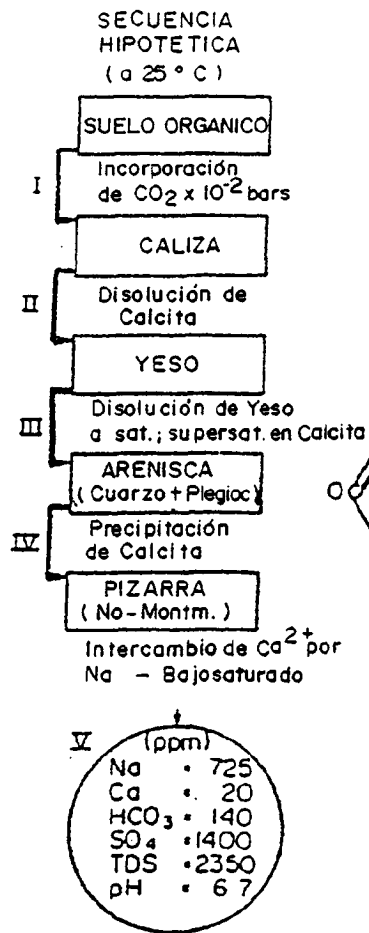 SECUENCIA
HIPOTETICA
(a 25° C)
SUELO ORGANICO
I
Incorporación
de CO₂ x 10⁻² bars
CALIZA
II
Disolución de
Calcita
YESO
III
Disolución de Yeso
a sat.; supersat. en Calcita
ARENISCA
(Cuarzo + Plegioc)
O
IV
Precipitación
de Calcita
PIZARRA
(No-Montm.)
Intercambio de Ca²⁺ por
Na - Bajosaturado
V
(ppm)
Na = 725
Ca = 20
HCO₃ = 140
SO₄ = 1400
TDS = 2350
pH = 6 7